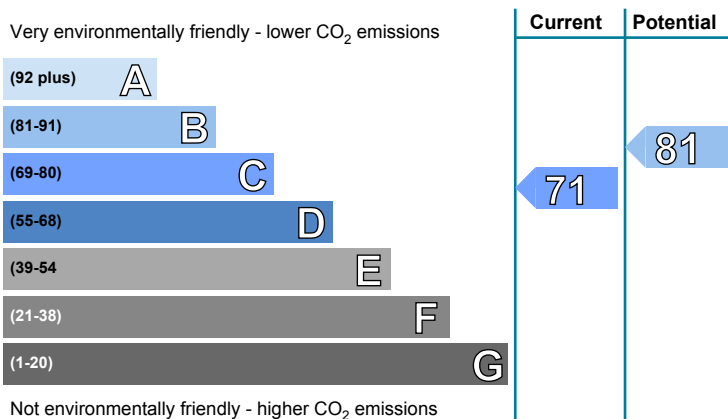 Current Potential
Very environmentally friendly - lower CO2 emissions
(92 plus) A
(81-91) B
81
(69-80) C
71
(55-68) D
(39-54 E
(21-38) F
(1-20) G
Not environmentally friendly - higher CO2 emissions